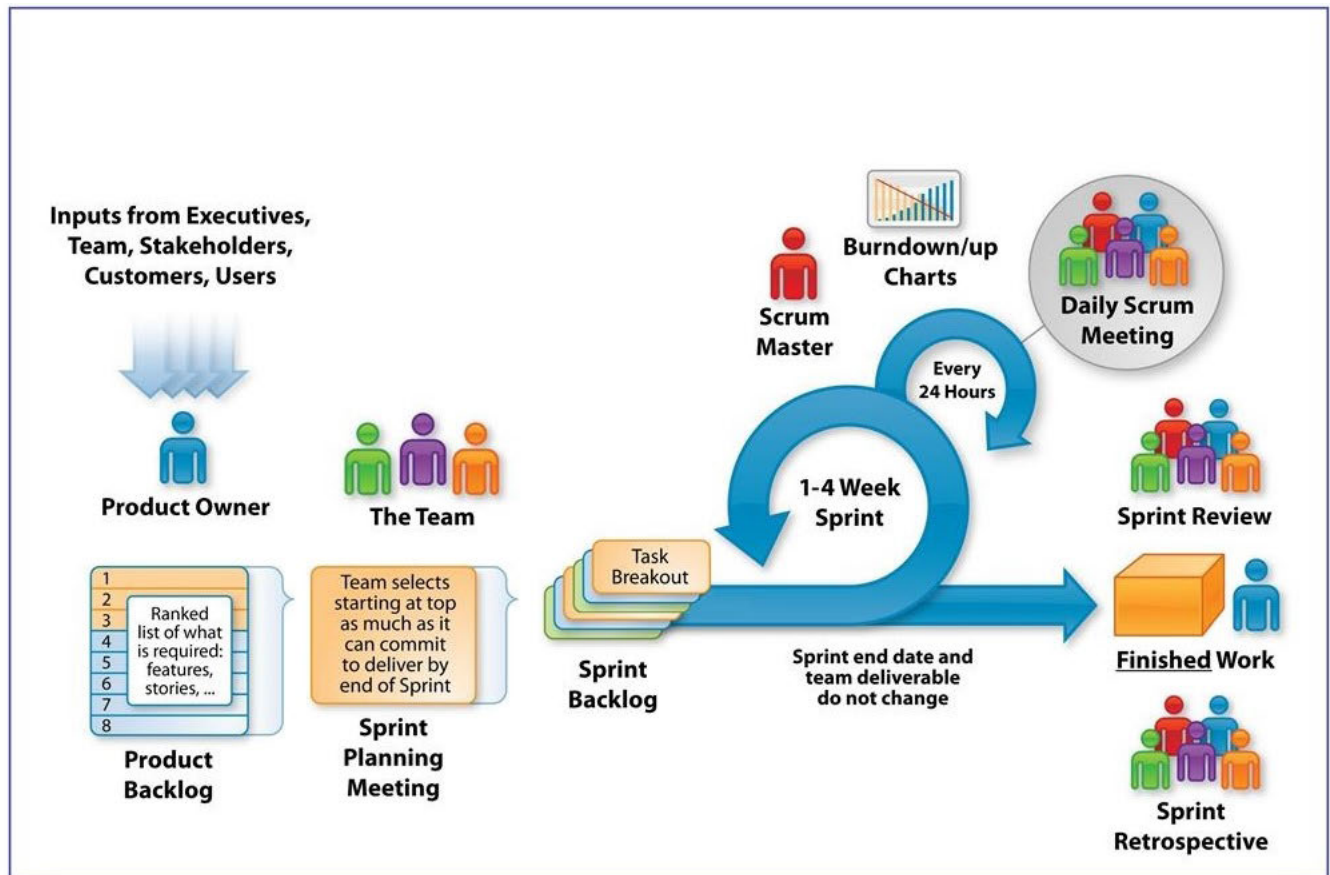 Inputs from Executives,
Team, Stakeholders,
Customers, Users
Product Owner
The Team
1
2
3
4
5
6
7
8
Ranked
list of what
is required:
features,
stories, ...
Product
Backlog
Team selects
starting at top
as much as it
can commit
to deliver by
end of Sprint
Sprint
Planning
Meeting
Task
Breakout
Sprint
Backlog
Scrum
Master
Burndown/up
Charts
Every
24 Hours
Daily Scrum
Meeting
1-4 Week
Sprint
Sprint end date and
team deliverable
do not change
Sprint Review
Finished Work
Sprint
Retrospective